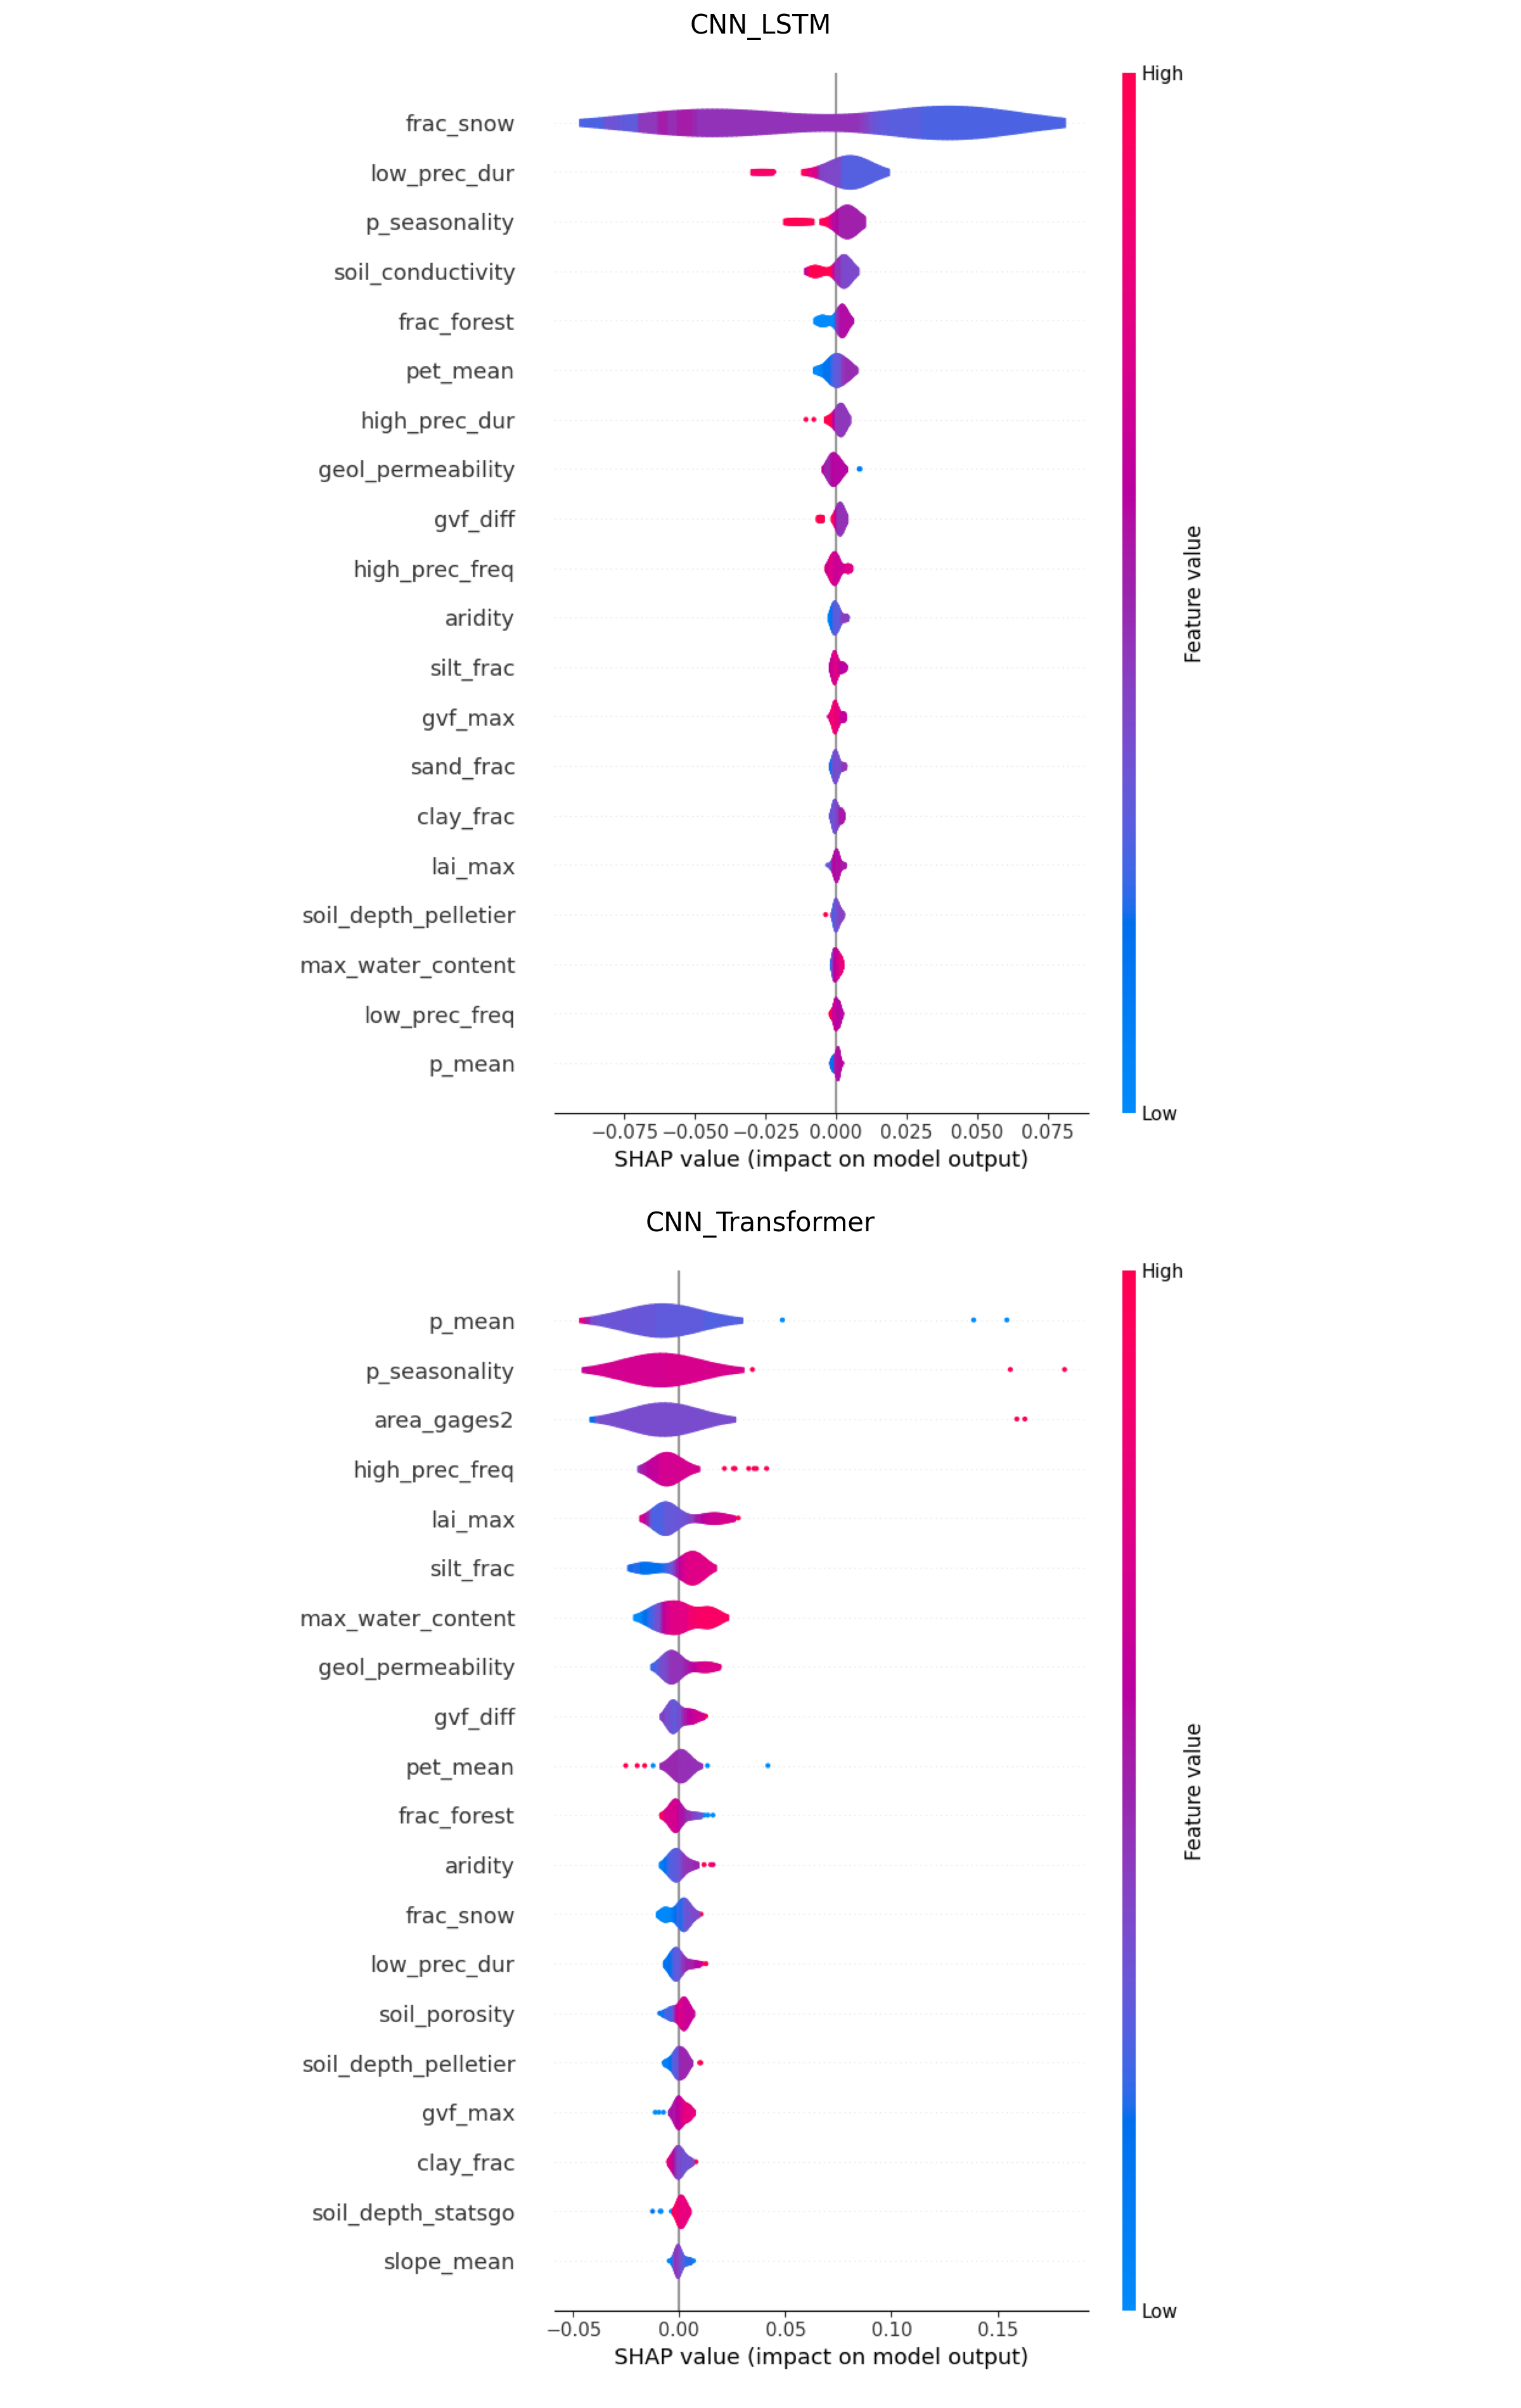 CNN_LSTM
High
frac_snow
low_prec_dur
p_seasonality
soil_conductivity
frac_forest
pet_mean
high_prec_dur
geol_permeability
gvf_diff
high_prec_freq
aridity
silt_frac
gvf_max
sand_frac
clay_frac
lai_max
soil_depth_pelletier
max_water_content
low_prec_freq
p_mean
Feature value
Low
−0.075 −0.050 −0.025 0.000 0.025 0.050 0.075
SHAP value (impact on model output)
CNN_Transformer
High
p_mean
p_seasonality
area_gages2
high_prec_freq
lai_max
silt_frac
max_water_content
geol_permeability
gvf_diff
pet_mean
frac_forest
aridity
frac_snow
low_prec_dur
soil_porosity
soil_depth_pelletier
gvf_max
clay_frac
soil_depth_statsgo
slope_mean
Feature value
Low
−0.05 0.00 0.05 0.10 0.15
SHAP value (impact on model output)